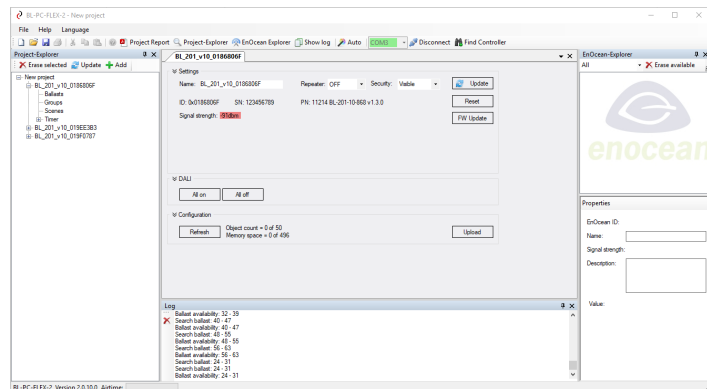 BL-PC-FLEX-2 - New project
File Help Language
Project Report Project-Explorer EnOcean Explorer Show log Auto COM3 Disconnect Find Controller
Project-Explorer
Erase selected Update Add
New project
BL_201_v10_0186806F
Ballasts
Groups
Scenes
Timer
BL_201_v10_019EE3B3
BL_201_v10_019F0787
BL_201_v10_0186806F
Settings
Name: BL_201_v10_0186806F Repeater: OFF Security: Visible Update
ID: 0x0186806F SN: 123456789 PN: 11214 BL-201-10-868 v1.3.0 Reset
Signal strength: -91dbm FW Update
DALI
All on All off
Configuration
Refresh Object count = 0 of 50
Memory space = 0 of 496 Upload
Log
Ballast availability: 32 - 39
Search ballast: 40 - 47
Ballast availability: 40 - 47
Search ballast: 48 - 55
Ballast availability: 48 - 55
Search ballast: 56 - 63
Ballast availability: 56 - 63
Search ballast: 24 - 31
Search ballast: 24 - 31
Ballast availability: 24 - 31
EnOcean-Explorer
All Erase available
enocean
Properties
EnOcean ID:
Name:
Signal strength:
Description:
Value:
BL-PC-FLEX-2 Version 2.0.10.0 Airtime: